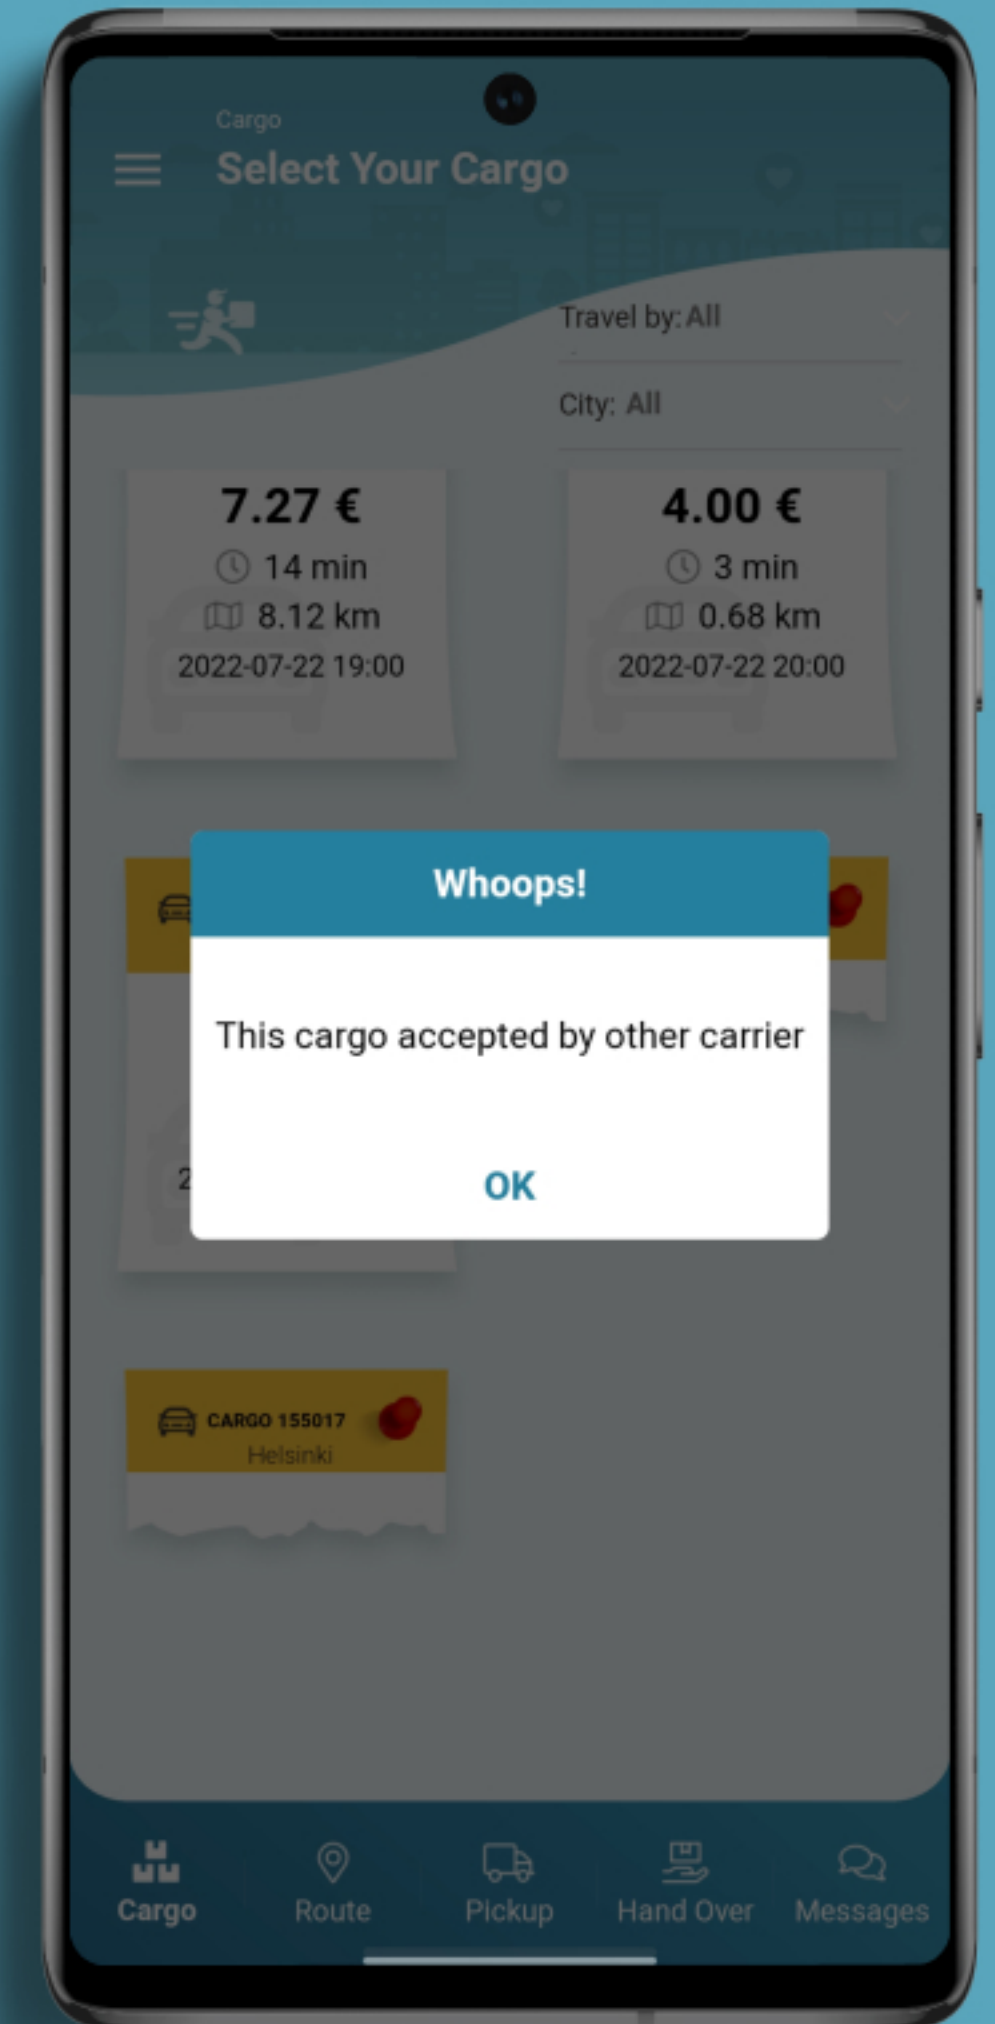 Cargo
Select Your Cargo
Travel by: All
City: All
7.27 €
14 min
8.12 km
2022-07-22 19:00
4.00 €
3 min
0.68 km
2022-07-22 20:00
Whoops!
This cargo accepted by other carrier
2
OK
CARGO 155017
Helsinki
Cargo
Route
Pickup
Hand Over
Messages